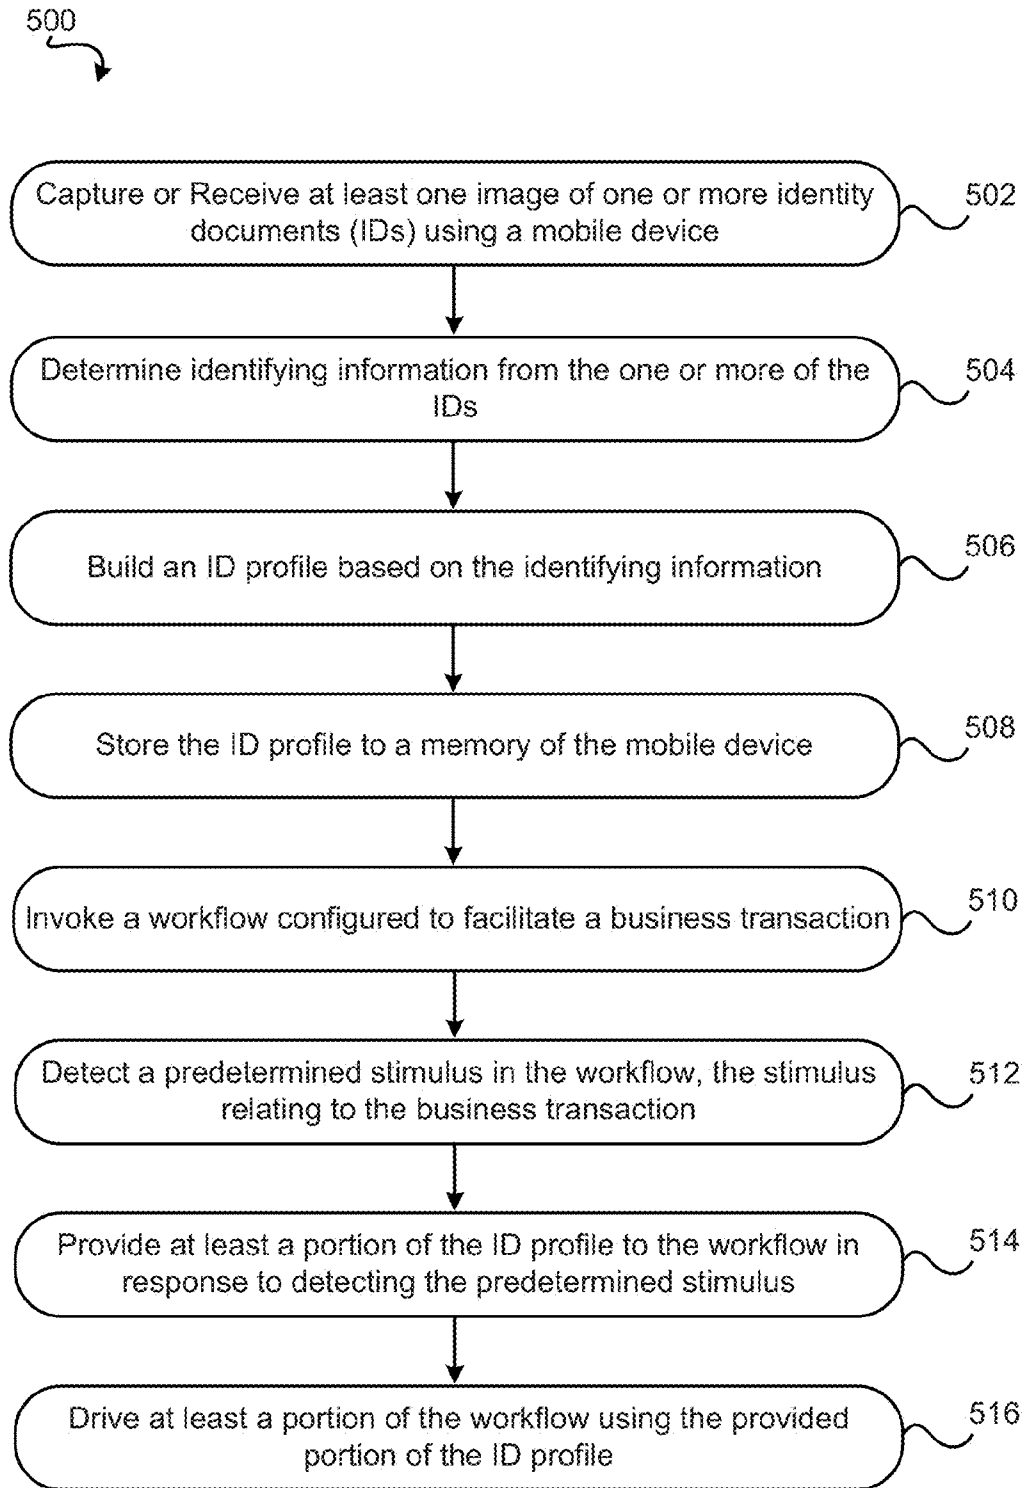 500
Capture or Receive at least one image of one or more identity
documents (IDs) using a mobile device
502
Determine identifying information from the one or more of the
IDs
504
Build an ID profile based on the identifying information
506
Store the ID profile to a memory of the mobile device
508
Invoke a workflow configured to facilitate a business transaction
510
Detect a predetermined stimulus in the workflow, the stimulus
relating to the business transaction
512
Provide at least a portion of the ID profile to the workflow in
response to detecting the predetermined stimulus
514
Drive at least a portion of the workflow using the provided
portion of the ID profile
516